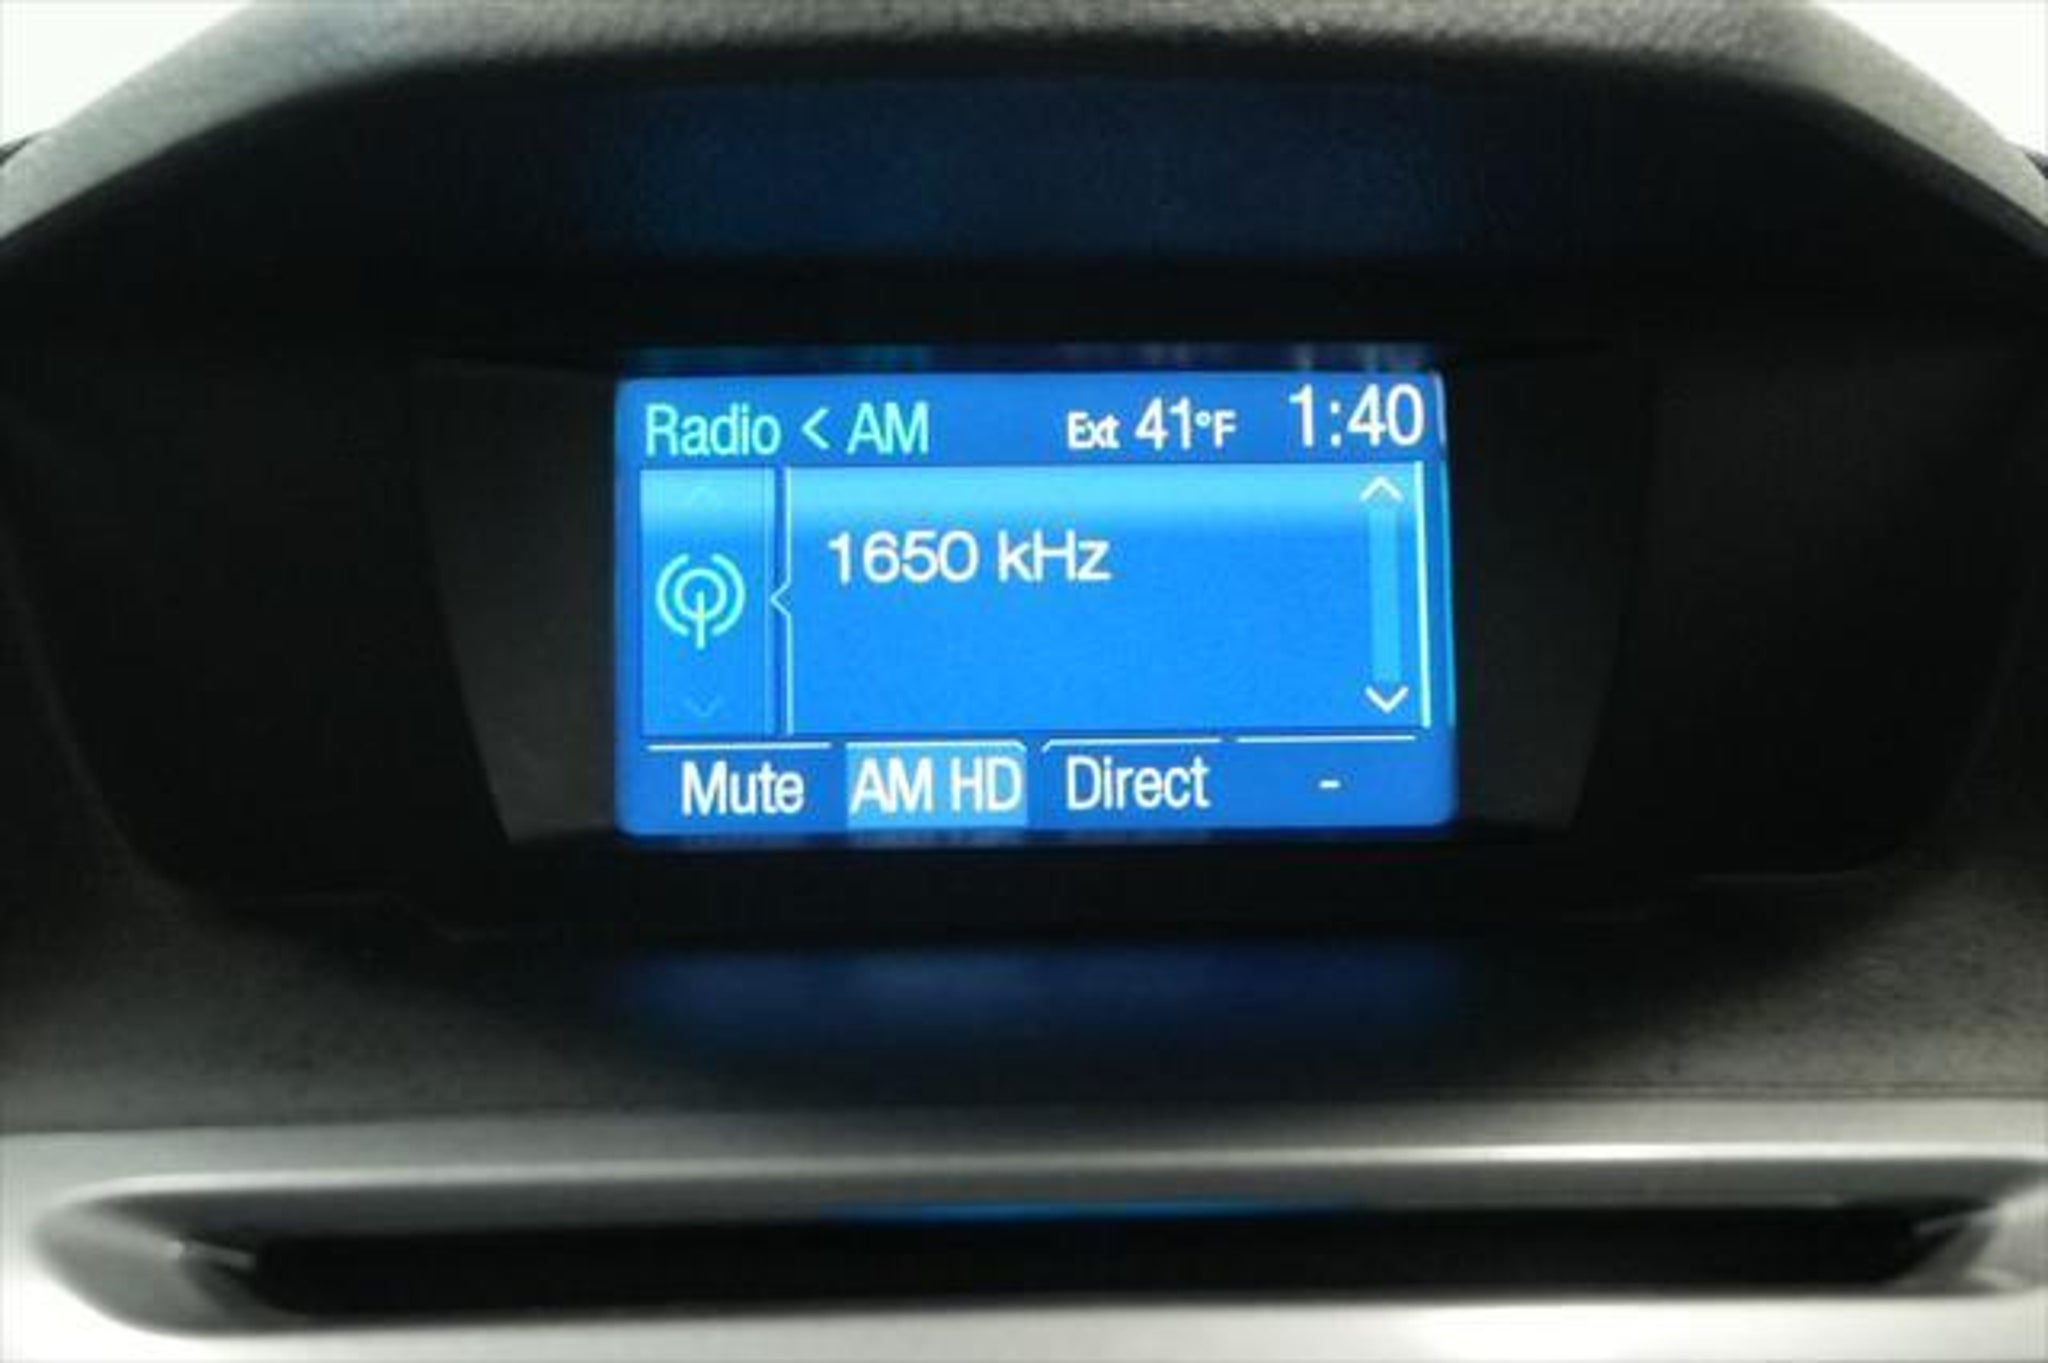 Radio < AM Ext 41°F 1:40
1650 kHz
Mute AM HD Direct -